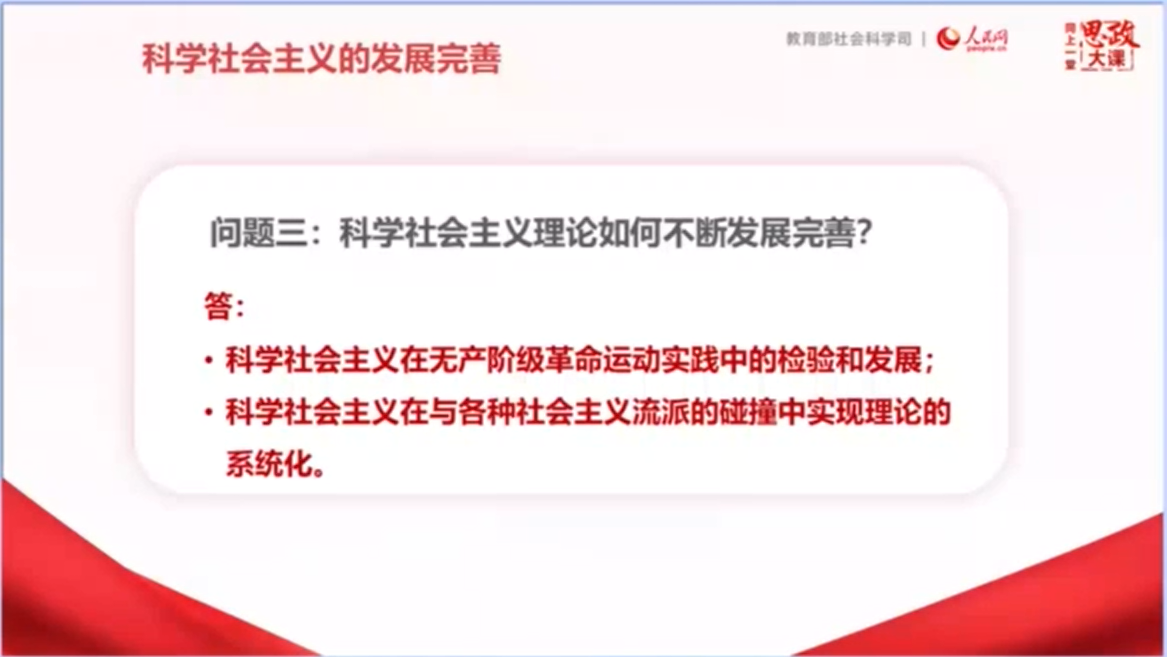 科学社会主义的发展完善
教育部社会科学司 | 人民网
people.cn
网上一堂
思政
大课
问题三：科学社会主义理论如何不断发展完善？
答：
• 科学社会主义在无产阶级革命运动实践中的检验和发展；
• 科学社会主义在与各种社会主义流派的碰撞中实现理论的
系统化。